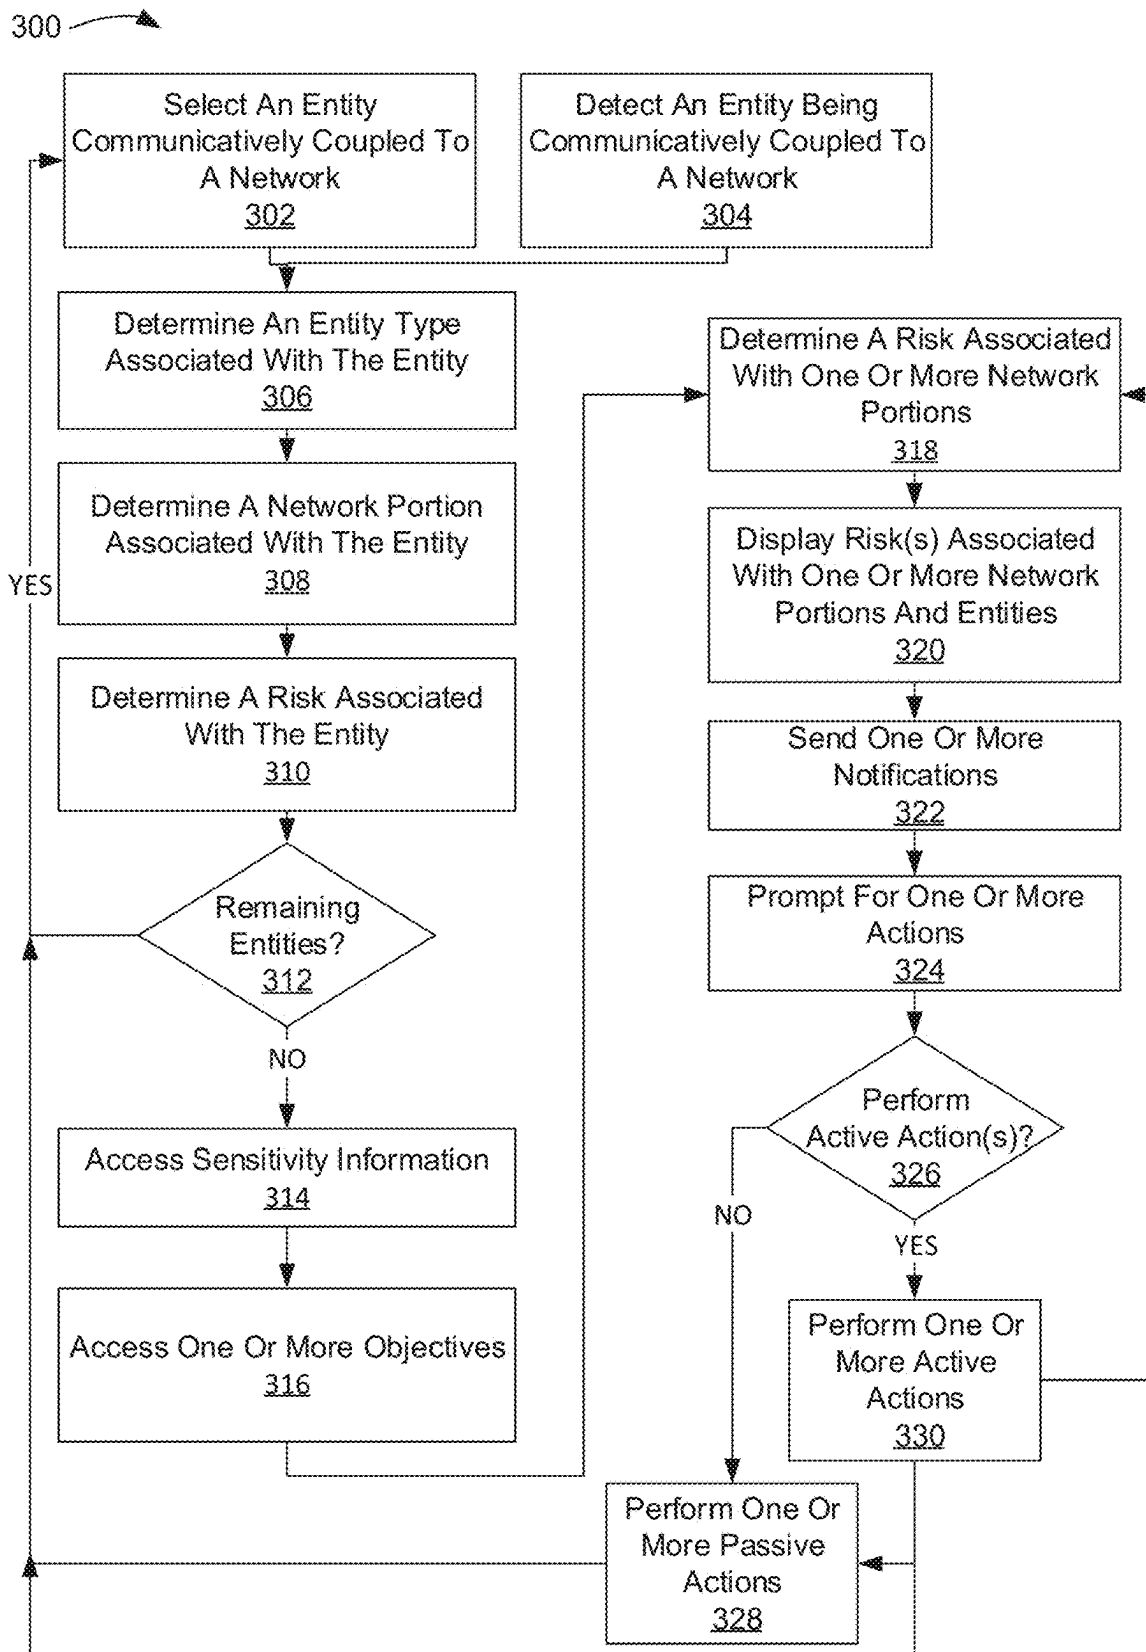 300
Select An Entity
Communicatively Coupled To
A Network
302
Detect An Entity Being
Communicatively Coupled To
A Network
304
Determine An Entity Type
Associated With The Entity
306
Determine A Network Portion
Associated With The Entity
308
YES
Determine A Risk Associated
With The Entity
310
Remaining
Entities?
312
NO
Access Sensitivity Information
314
Access One Or More Objectives
316
Determine A Risk Associated
With One Or More Network
Portions
318
Display Risk(s) Associated
With One Or More Network
Portions And Entities
320
Send One Or More
Notifications
322
Prompt For One Or More
Actions
324
Perform
Active Action(s)?
326
NO
YES
Perform One Or
More Active
Actions
330
Perform One Or
More Passive
Actions
328